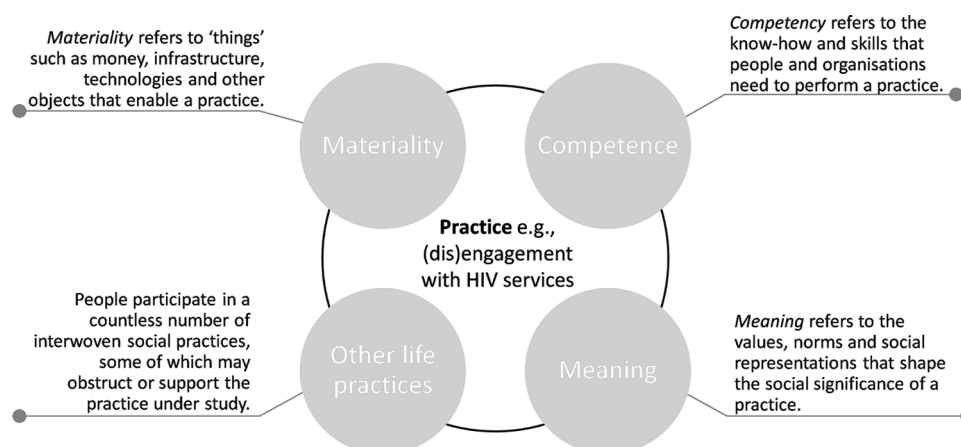 Materiality refers to ‘things’
such as money, infrastructure,
technologies and other
objects that enable a practice.
Competency refers to the
know-how and skills that
people and organisations
need to perform a practice.
Materiality
Competence
Practice e.g.,
(dis)engagement
with HIV services
People participate in a
countless number of
interwoven social practices,
some of which may
obstruct or support the
practice under study.
Other life
practices
Meaning
Meaning refers to the
values, norms and social
representations that shape
the social significance of a
practice.